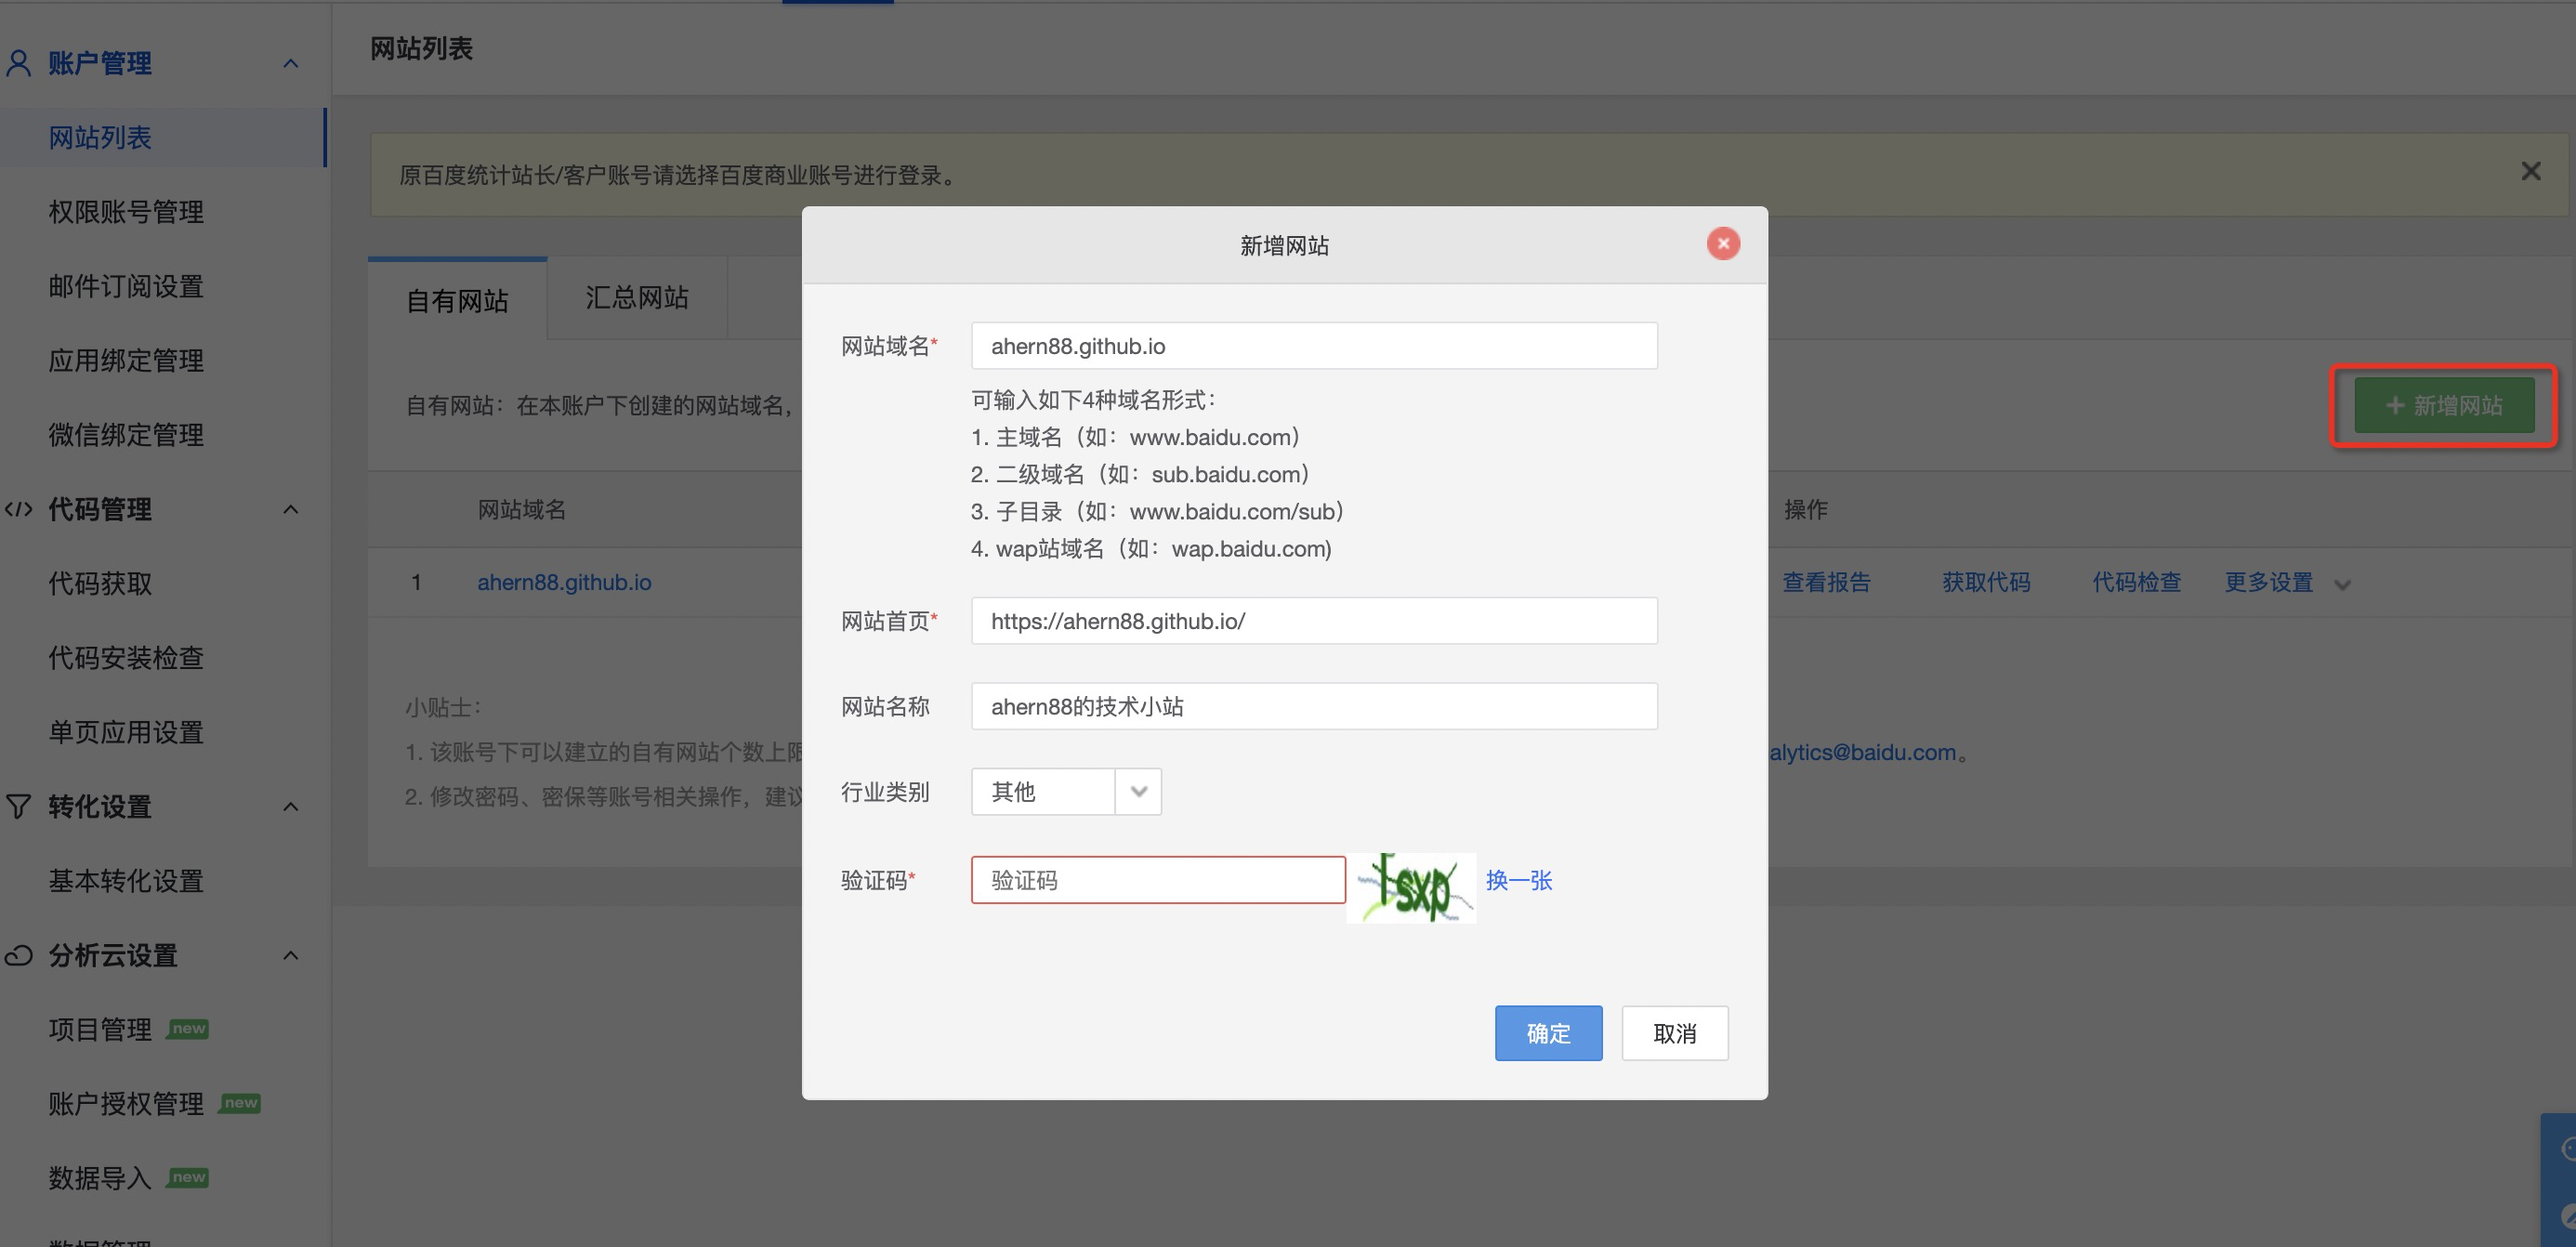 账户管理
网站列表
权限账号管理
邮件订阅设置
应用绑定管理
微信绑定管理
代码管理
代码获取
代码安装检查
单页应用设置
转化设置
基本转化设置
分析云设置
项目管理 new
账户授权管理 new
数据导入 new
网站列表
原百度统计站长/客户账号请选择百度商业账号进行登录。
自有网站
汇总网站
自有网站：在本账户下创建的网站域名，
+ 新增网站
网站域名
操作
1 ahern88.github.io
查看报告 获取代码 代码检查 更多设置
小贴士：
1. 该账号下可以建立的自有网站个数上限
alytics@baidu.com。
2. 修改密码、密保等账号相关操作，建议
新增网站
网站域名* ahern88.github.io
可输入如下4种域名形式：
1. 主域名（如：www.baidu.com）
2. 二级域名（如：sub.baidu.com）
3. 子目录（如：www.baidu.com/sub）
4. wap站域名（如：wap.baidu.com)
网站首页* https://ahern88.github.io/
网站名称 ahern88的技术小站
行业类别 其他
验证码* 验证码
换一张
确定
取消